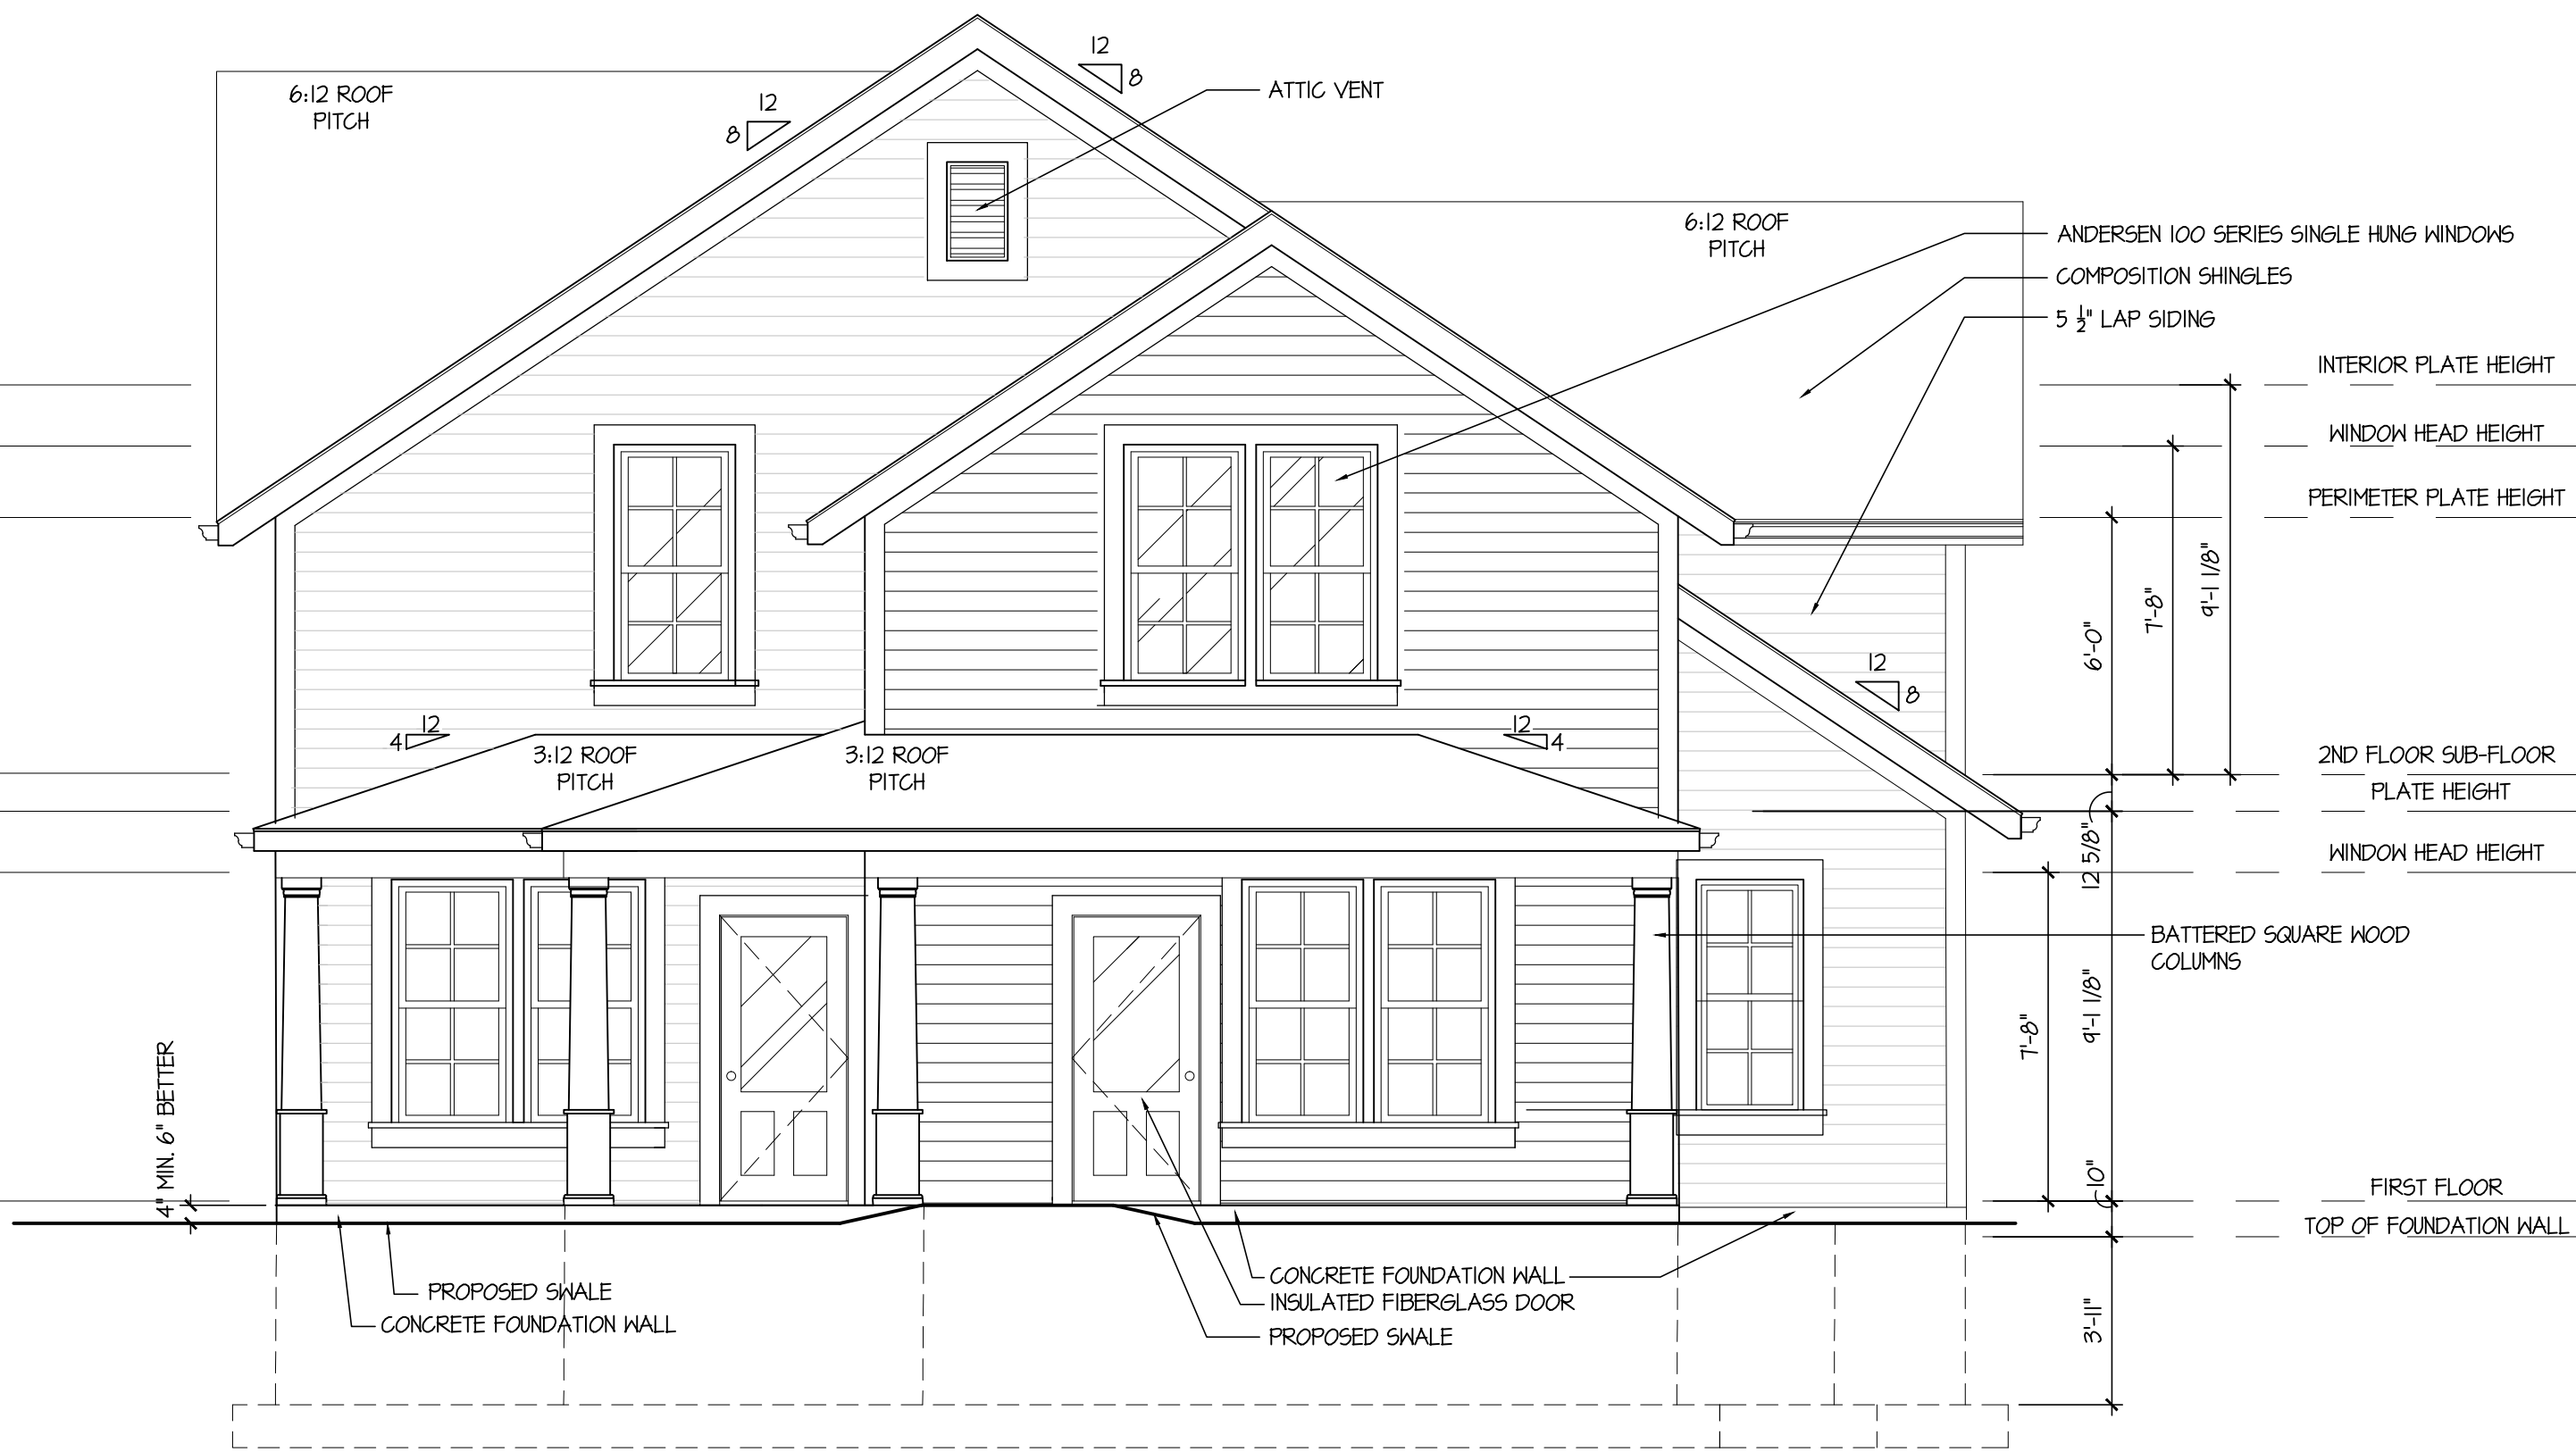 12
8
ATTIC VENT
6:12 ROOF
PITCH
12
8
6:12 ROOF
PITCH
ANDERSEN 100 SERIES SINGLE HUNG WINDOWS
COMPOSITION SHINGLES
5 1/2" LAP SIDING
INTERIOR PLATE HEIGHT
WINDOW HEAD HEIGHT
PERIMETER PLATE HEIGHT
9'-1 1/8"
7'-8"
6'-0"
12
8
12
4
12
4
3:12 ROOF
PITCH
3:12 ROOF
PITCH
2ND FLOOR SUB-FLOOR
PLATE HEIGHT
12 5/8"
WINDOW HEAD HEIGHT
BATTERED SQUARE WOOD
COLUMNS
9'-1 1/8"
7'-8"
4" MIN. 6" BETTER
10"
FIRST FLOOR
TOP OF FOUNDATION WALL
PROPOSED SWALE
CONCRETE FOUNDATION WALL
CONCRETE FOUNDATION WALL
INSULATED FIBERGLASS DOOR
PROPOSED SWALE
3'-11"